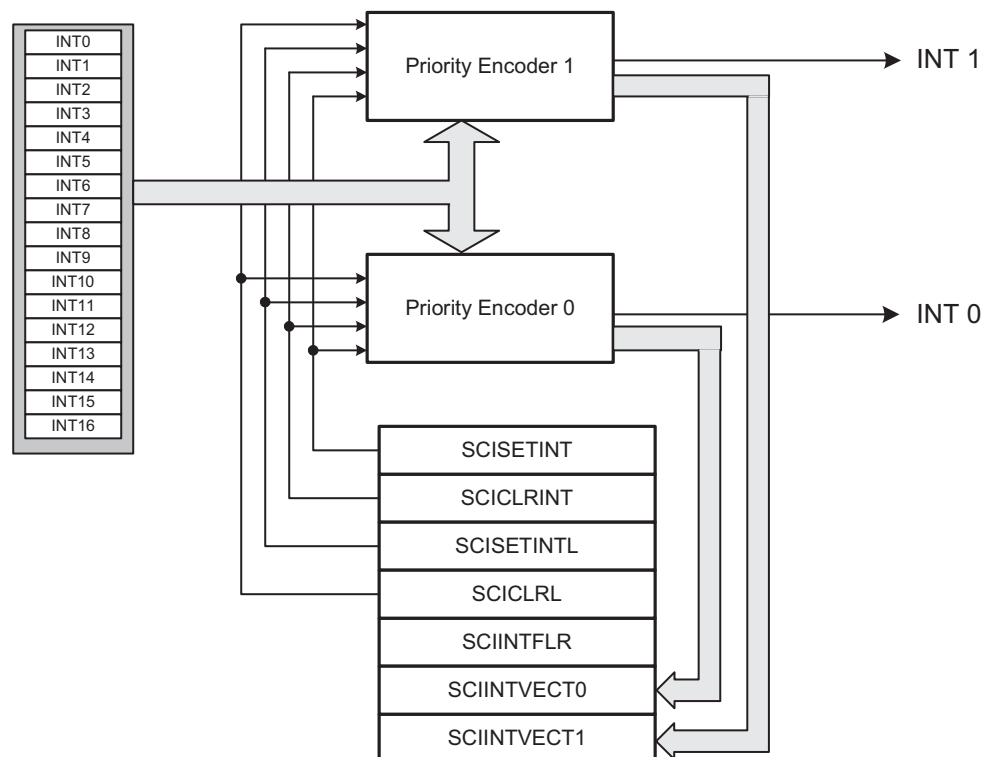 INT0
INT1
INT2
INT3
INT4
INT5
INT6
INT7
INT8
INT9
INT10
INT11
INT12
INT13
INT14
INT15
INT16
Priority Encoder 1
INT 1
Priority Encoder 0
INT 0
SCISETINT
SCICLRINT
SCISETINTL
SCICLRL
SCIINTFLR
SCIINTVECT0
SCIINTVECT1